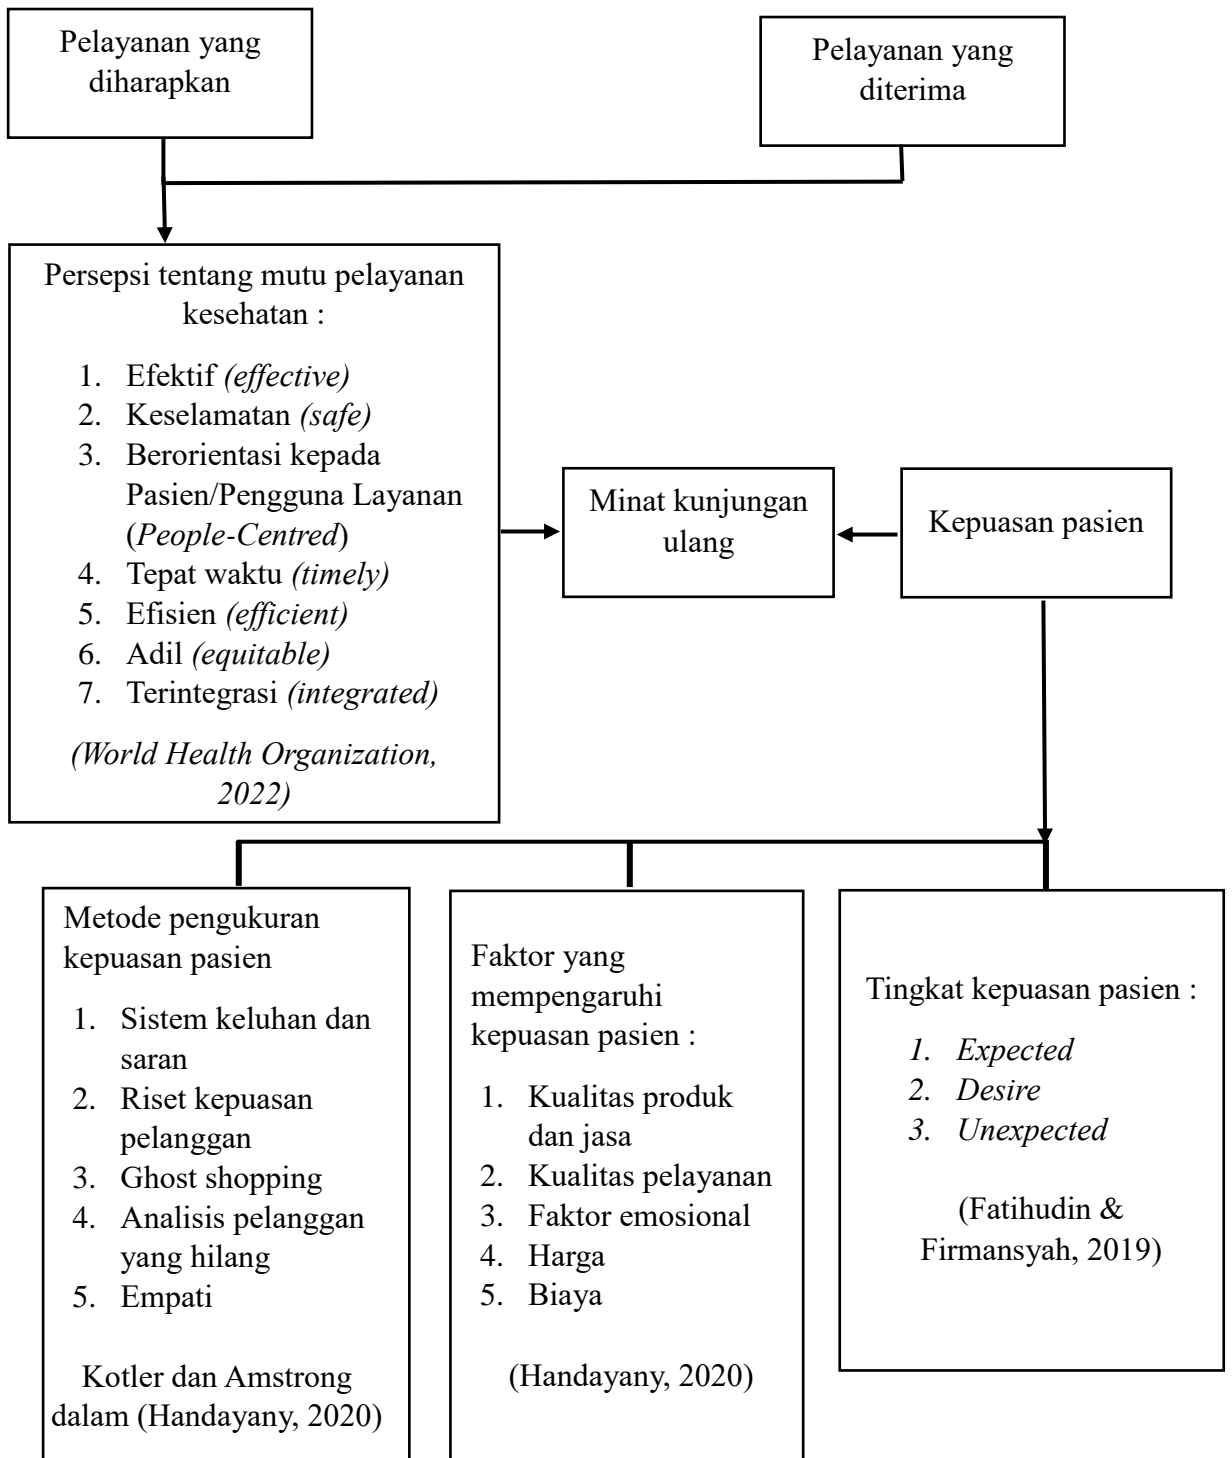 Pelayanan yang
diharapkan
Pelayanan yang
diterima
Persepsi tentang mutu pelayanan
kesehatan :
1. Efektif (effective)
2. Keselamatan (safe)
3. Berorientasi kepada
Pasien/Pengguna Layanan
(People-Centred)
4. Tepat waktu (timely)
5. Efisien (efficient)
6. Adil (equitable)
7. Terintegrasi (integrated)
(World Health Organization,
2022)
Minat kunjungan
ulang
Kepuasan pasien
Metode pengukuran
kepuasan pasien
1. Sistem keluhan dan
saran
2. Riset kepuasan
pelanggan
3. Ghost shopping
4. Analisis pelanggan
yang hilang
5. Empati
Kotler dan Amstrong
dalam (Handayany, 2020)
Faktor yang
mempengaruhi
kepuasan pasien :
1. Kualitas produk
dan jasa
2. Kualitas pelayanan
3. Faktor emosional
4. Harga
5. Biaya
(Handayany, 2020)
Tingkat kepuasan pasien :
1. Expected
2. Desire
3. Unexpected
(Fatihudin &
Firmansyah, 2019)